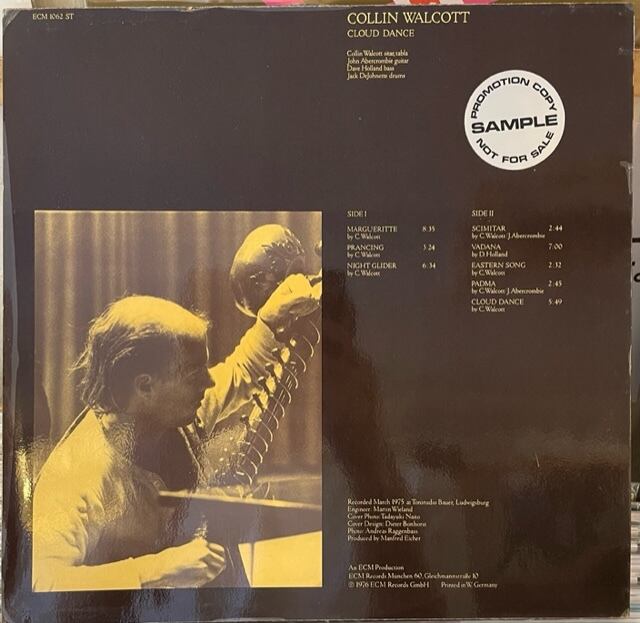 ECM 1062 ST
COLLIN WALCOTT
CLOUD DANCE
Collin Walcott sitar, tabla
John Abercrombie guitar
Dave Holland bass
Jack DeJohnette drums
PROMOTION COPY
SAMPLE
NOT FOR SALE
SIDE I
MARGUERITTE 8:35
by C. Walcott
PRANCING 3:24
by C. Walcott
NIGHT GLIDER 6:34
by C. Walcott
SIDE II
SCIMITAR 2:44
by C. Walcott/J. Abercrombie
VADANA 7:00
by D. Holland
EASTERN SONG 2:32
by C. Walcott
PADMA 2:45
by C. Walcott/J. Abercrombie
CLOUD DANCE 5:49
by C. Walcott
Recorded March 1975 at Tonstudio Bauer, Ludwigsburg
Engineer: Martin Wieland
Cover Photo: Tadayuki Naito
Cover Design: Dieter Bonhorst
Photo: Andreas Raggenbass
Produced by Manfred Eicher
An ECM Production
ECM Records München 60, Gleichmannstraße 10
℗ 1976 ECM Records GmbH Printed in W. Germany